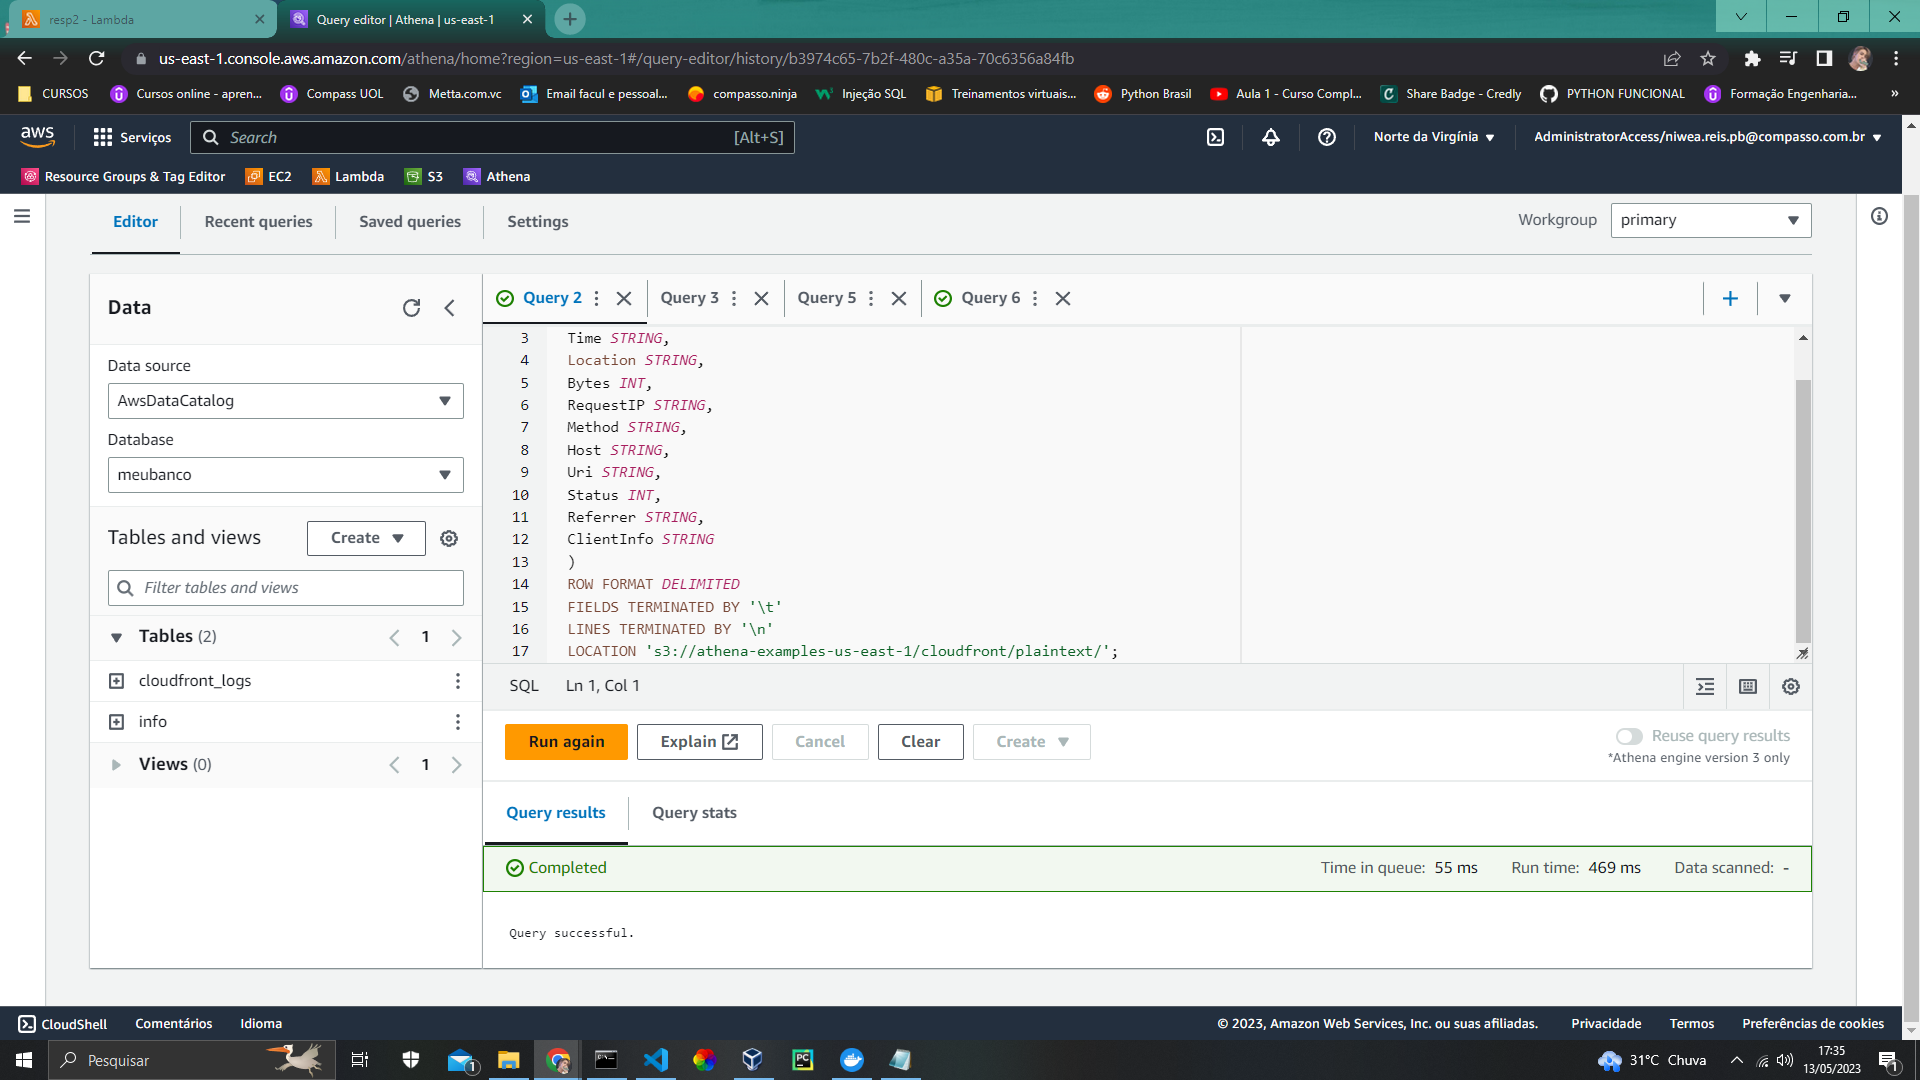 resp2 - Lambda
Query editor | Athena | us-east-1
us-east-1.console.aws.amazon.com/athena/home?region=us-east-1#/query-editor/history/b3974c65-7b2f-480c-a35a-70c6356a84fb
CURSOS
Cursos online - apren...
Compass UOL
Metta.com.vc
Email facul e pessoal...
compasso.ninja
Injeção SQL
Treinamentos virtuais...
Python Brasil
Aula 1 - Curso Compl...
Share Badge - Credly
PYTHON FUNCIONAL
Formação Engenharia...
»
aws
Serviços
Search
[Alt+S]
Norte da Virgínia
AdministratorAccess/niwea.reis.pb@compasso.com.br
Resource Groups & Tag Editor
EC2
Lambda
S3
Athena
Editor
Recent queries
Saved queries
Settings
Workgroup
primary
Data
Data source
AwsDataCatalog
Database
meubanco
Tables and views
Create
Filter tables and views
Tables (2)
1
cloudfront_logs
info
Views (0)
1
Query 2
Query 3
Query 5
Query 6
3 Time STRING,
4 Location STRING,
5 Bytes INT,
6 RequestIP STRING,
7 Method STRING,
8 Host STRING,
9 Uri STRING,
10 Status INT,
11 Referrer STRING,
12 ClientInfo STRING
13 )
14 ROW FORMAT DELIMITED
15 FIELDS TERMINATED BY '\t'
16 LINES TERMINATED BY '\n'
17 LOCATION 's3://athena-examples-us-east-1/cloudfront/plaintext/';
SQL
Ln 1, Col 1
Run again
Explain
Cancel
Clear
Create
Reuse query results
*Athena engine version 3 only
Query results
Query stats
Completed
Time in queue: 55 ms
Run time: 469 ms
Data scanned: -
Query successful.
CloudShell
Comentários
Idioma
© 2023, Amazon Web Services, Inc. ou suas afiliadas.
Privacidade
Termos
Preferências de cookies
Pesquisar
1
PC
31°C Chuva
17:35
13/05/2023
1